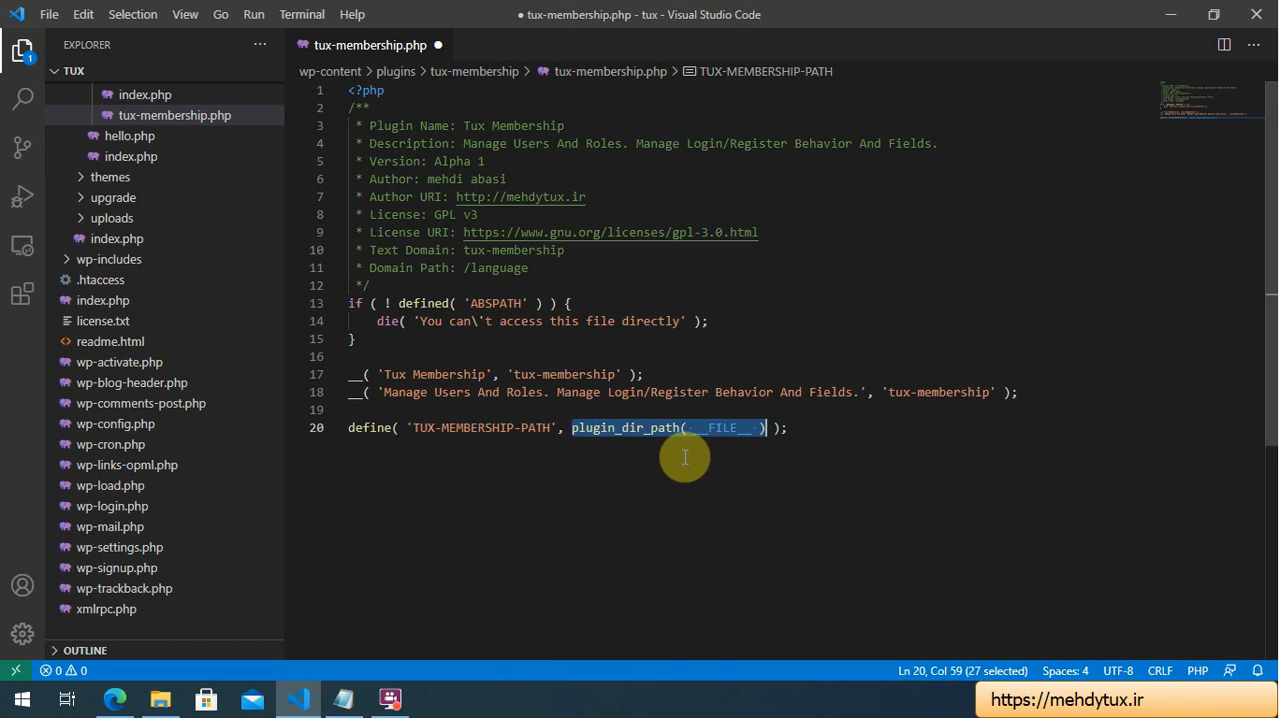 File Edit Selection View Go Run Terminal Help
● tux-membership.php - tux - Visual Studio Code
EXPLORER
TUX
index.php
tux-membership.php
hello.php
index.php
themes
upgrade
uploads
index.php
wp-includes
.htaccess
index.php
license.txt
readme.html
wp-activate.php
wp-blog-header.php
wp-comments-post.php
wp-config.php
wp-cron.php
wp-links-opml.php
wp-load.php
wp-login.php
wp-mail.php
wp-settings.php
wp-signup.php
wp-trackback.php
xmlrpc.php
OUTLINE
1
tux-membership.php ●
wp-content > plugins > tux-membership > tux-membership.php > TUX-MEMBERSHIP-PATH
1 <?php
2 /**
3 * Plugin Name: Tux Membership
4 * Description: Manage Users And Roles. Manage Login/Register Behavior And Fields.
5 * Version: Alpha 1
6 * Author: mehdi abasi
7 * Author URI: http://mehdytux.ir
8 * License: GPL v3
9 * License URI: https://www.gnu.org/licenses/gpl-3.0.html
10 * Text Domain: tux-membership
11 * Domain Path: /language
12 */
13 if ( ! defined( 'ABSPATH' ) ) {
14 die( 'You can\'t access this file directly' );
15 }
16
17 __( 'Tux Membership', 'tux-membership' );
18 __( 'Manage Users And Roles. Manage Login/Register Behavior And Fields.', 'tux-membership' );
19
20 define( 'TUX-MEMBERSHIP-PATH', plugin_dir_path( __FILE__ ) );
0 0 Ln 20, Col 59 (27 selected) Spaces: 4 UTF-8 CRLF PHP
https://mehdytux.ir